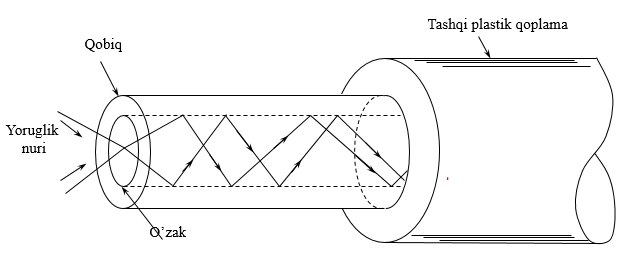 Tashqi plastik qoplama
Qobiq
Yoruglik
nuri
O’zak